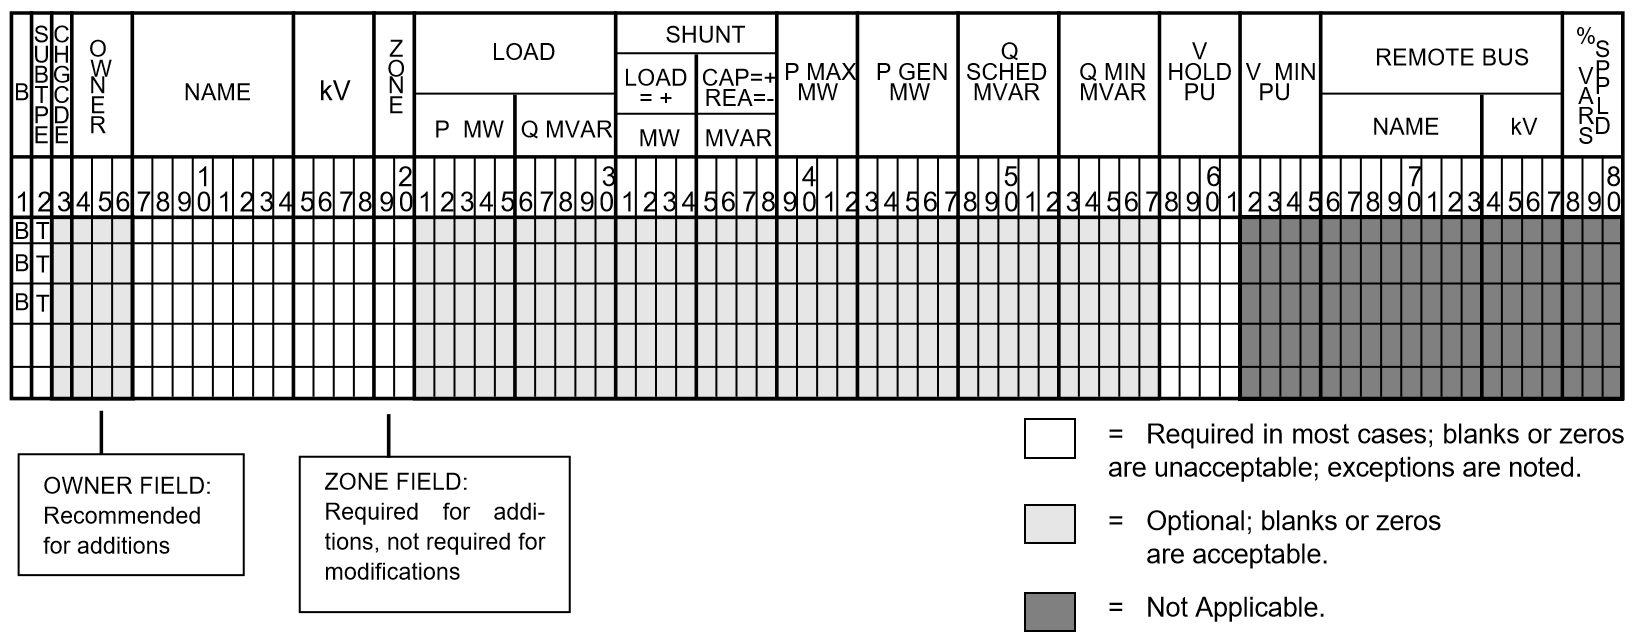 B
SUBTPE
CHGCDE
OWNER
NAME
kV
ZONE
LOAD
P MW
Q MVAR
SHUNT
LOAD
= +
MW
CAP=+
REA=-
MVAR
P MAX
MW
P GEN
MW
Q
SCHED
MVAR
Q MIN
MVAR
V
HOLD
PU
V MIN
PU
REMOTE BUS
NAME
kV
% VARS
SPPLD
1 2 3 4 5 6 7 8 9 10 1 2 3 4 5 6 7 8 9 20 1 2 3 4 5 6 7 8 9 30 1 2 3 4 5 6 7 8 9 40 1 2 3 4 5 6 7 8 9 50 1 2 3 4 5 6 7 8 9 60 1 2 3 4 5 6 7 8 9 70 1 2 3 4 5 6 7 8 9 80
B T
B T
B T
OWNER FIELD:
Recommended
for additions
ZONE FIELD:
Required for addi-
tions, not required for
modifications
= Required in most cases; blanks or zeros
are unacceptable; exceptions are noted.
= Optional; blanks or zeros
are acceptable.
= Not Applicable.